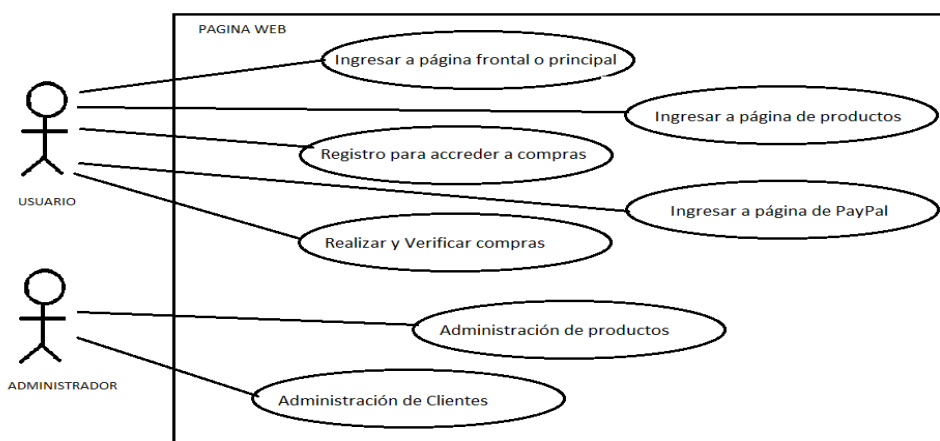 PAGINA WEB
Ingresar a página frontal o principal
Ingresar a página de productos
Registro para accreder a compras
USUARIO
Ingresar a página de PayPal
Realizar y Verificar compras
Administración de productos
ADMINISTRADOR
Administración de Clientes